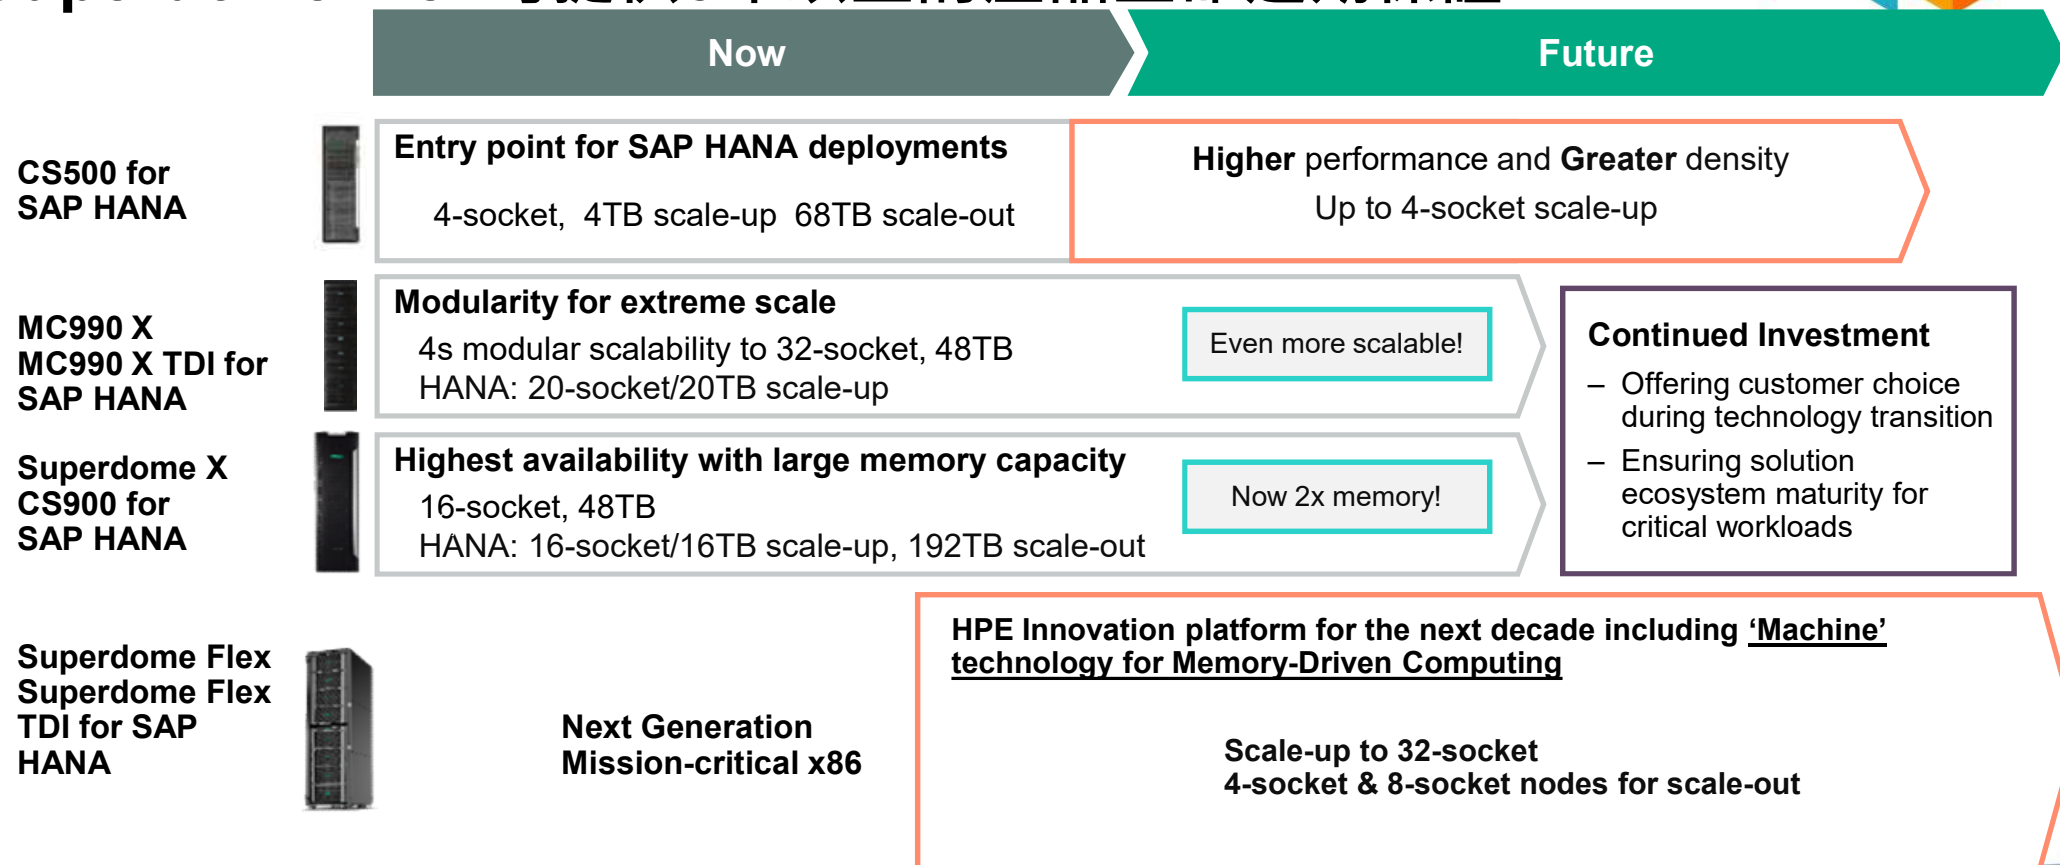 Now
Future
CS500 for
SAP HANA
Entry point for SAP HANA deployments
4-socket, 4TB scale-up 68TB scale-out
Higher performance and Greater density
Up to 4-socket scale-up
MC990 X
MC990 X TDI for
SAP HANA
Modularity for extreme scale
4s modular scalability to 32-socket, 48TB
HANA: 20-socket/20TB scale-up
Even more scalable!
Superdome X
CS900 for
SAP HANA
Highest availability with large memory capacity
16-socket, 48TB
HANA: 16-socket/16TB scale-up, 192TB scale-out
Now 2x memory!
Continued Investment
– Offering customer choice
during technology transition
– Ensuring solution
ecosystem maturity for
critical workloads
Superdome Flex
Superdome Flex
TDI for SAP
HANA
Next Generation
Mission-critical x86
HPE Innovation platform for the next decade including ‘Machine’
technology for Memory-Driven Computing
Scale-up to 32-socket
4-socket & 8-socket nodes for scale-out